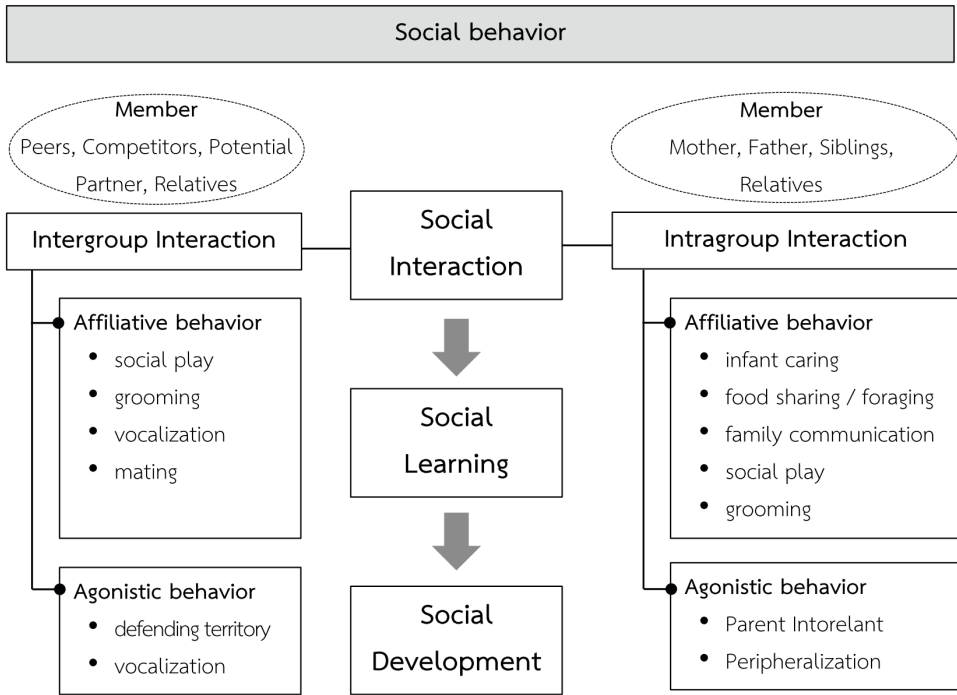 Social behavior
Member
Peers, Competitors, Potential
Partner, Relatives
Intergroup Interaction
Affiliative behavior
• social play
• grooming
• vocalization
• mating
Agonistic behavior
• defending territory
• vocalization
Social
Interaction
Social
Learning
Social
Development
Member
Mother, Father, Siblings,
Relatives
Intragroup Interaction
Affiliative behavior
• infant caring
• food sharing / foraging
• family communication
• social play
• grooming
Agonistic behavior
• Parent Intorelant
• Peripheralization